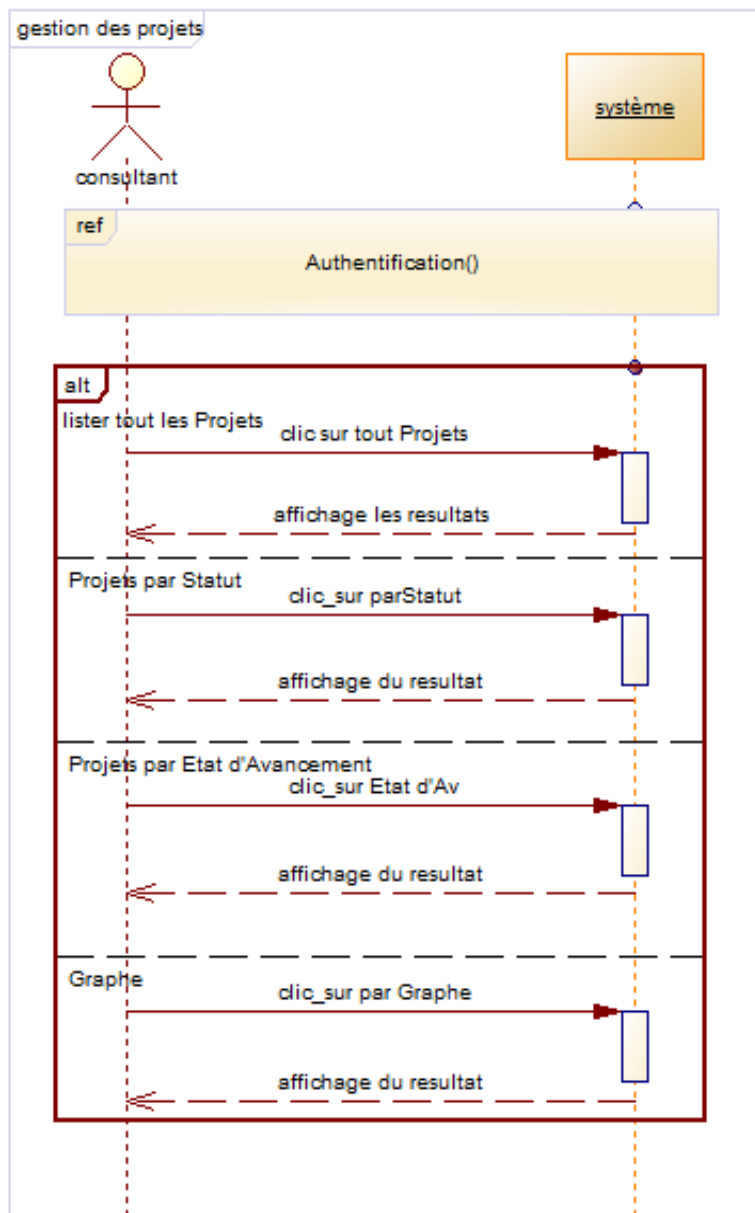 gestion des projets
système
consultant
ref
Authentification()
alt
lister tout les Projets
clic sur tout Projets
affichage les resultats
Projets par Statut
clic_sur parStatut
affichage du resultat
Projets par Etat d'Avancement
clic_sur Etat d'Av
affichage du resultat
Graphe
clic_sur par Graphe
affichage du resultat